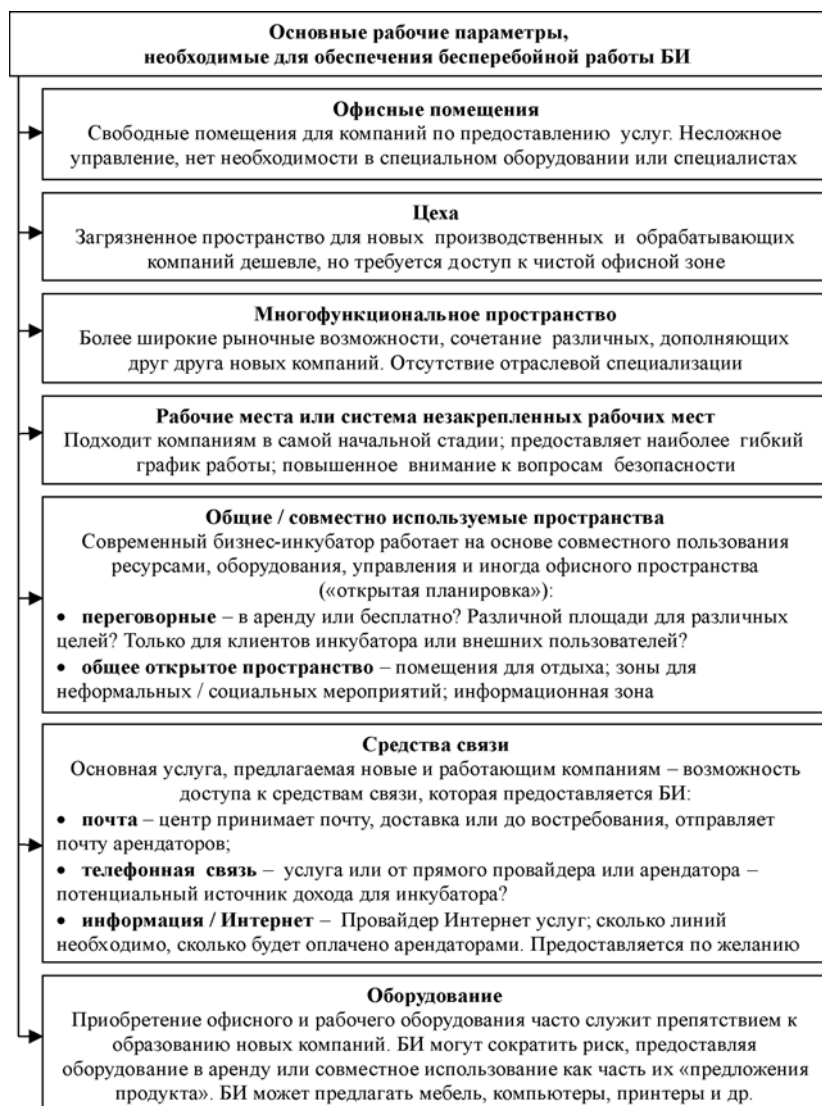 Основные рабочие параметры,
необходимые для обеспечения бесперебойной работы БИ
Офисные помещения
Свободные помещения для компаний по предоставлению услуг. Несложное
управление, нет необходимости в специальном оборудовании или специалистах
Цеха
Загрязненное пространство для новых производственных и обрабатывающих
компаний дешевле, но требуется доступ к чистой офисной зоне
Многофункциональное пространство
Более широкие рыночные возможности, сочетание различных, дополняющих
друг друга новых компаний. Отсутствие отраслевой специализации
Рабочие места или система незакрепленных рабочих мест
Подходит компаниям в самой начальной стадии; предоставляет наиболее гибкий
график работы; повышенное внимание к вопросам безопасности
Общие / совместно используемые пространства
Современный бизнес-инкубатор работает на основе совместного пользования
ресурсами, оборудования, управления и иногда офисного пространства
(«открытая планировка»):
• переговорные – в аренду или бесплатно? Различной площади для различных
целей? Только для клиентов инкубатора или внешних пользователей?
• общее открытое пространство – помещения для отдыха; зоны для
неформальных / социальных мероприятий; информационная зона
Средства связи
Основная услуга, предлагаемая новые и работающим компаниям – возможность
доступа к средствам связи, которая предоставляется БИ:
• почта – центр принимает почту, доставка или до востребования, отправляет
почту арендаторов;
• телефонная связь – услуга или от прямого провайдера или арендатора –
потенциальный источник дохода для инкубатора?
• информация / Интернет – Провайдер Интернет услуг; сколько линий
необходимо, сколько будет оплачено арендаторами. Предоставляется по желанию
Оборудование
Приобретение офисного и рабочего оборудования часто служит препятствием к
образованию новых компаний. БИ могут сократить риск, предоставляя
оборудование в аренду или совместное использование как часть их «предложения
продукта». БИ может предлагать мебель, компьютеры, принтеры и др.